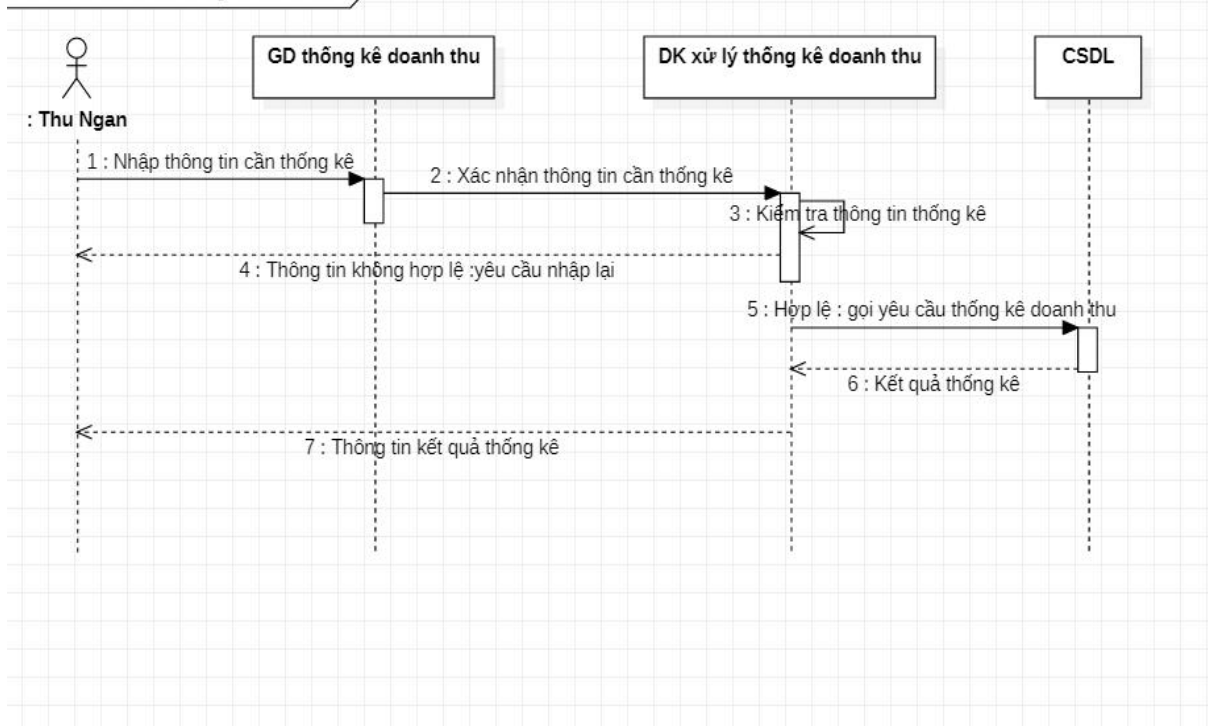 GD thống kê doanh thu
DK xử lý thống kê doanh thu
CSDL
: Thu Ngan
1 : Nhập thông tin cần thống kê
2 : Xác nhận thông tin cần thống kê
3 : Kiểm tra thông tin thống kê
4 : Thông tin không hợp lệ :yêu cầu nhập lại
5 : Hợp lệ : gọi yêu cầu thống kê doanh thu
6 : Kết quả thống kê
7 : Thông tin kết quả thống kê